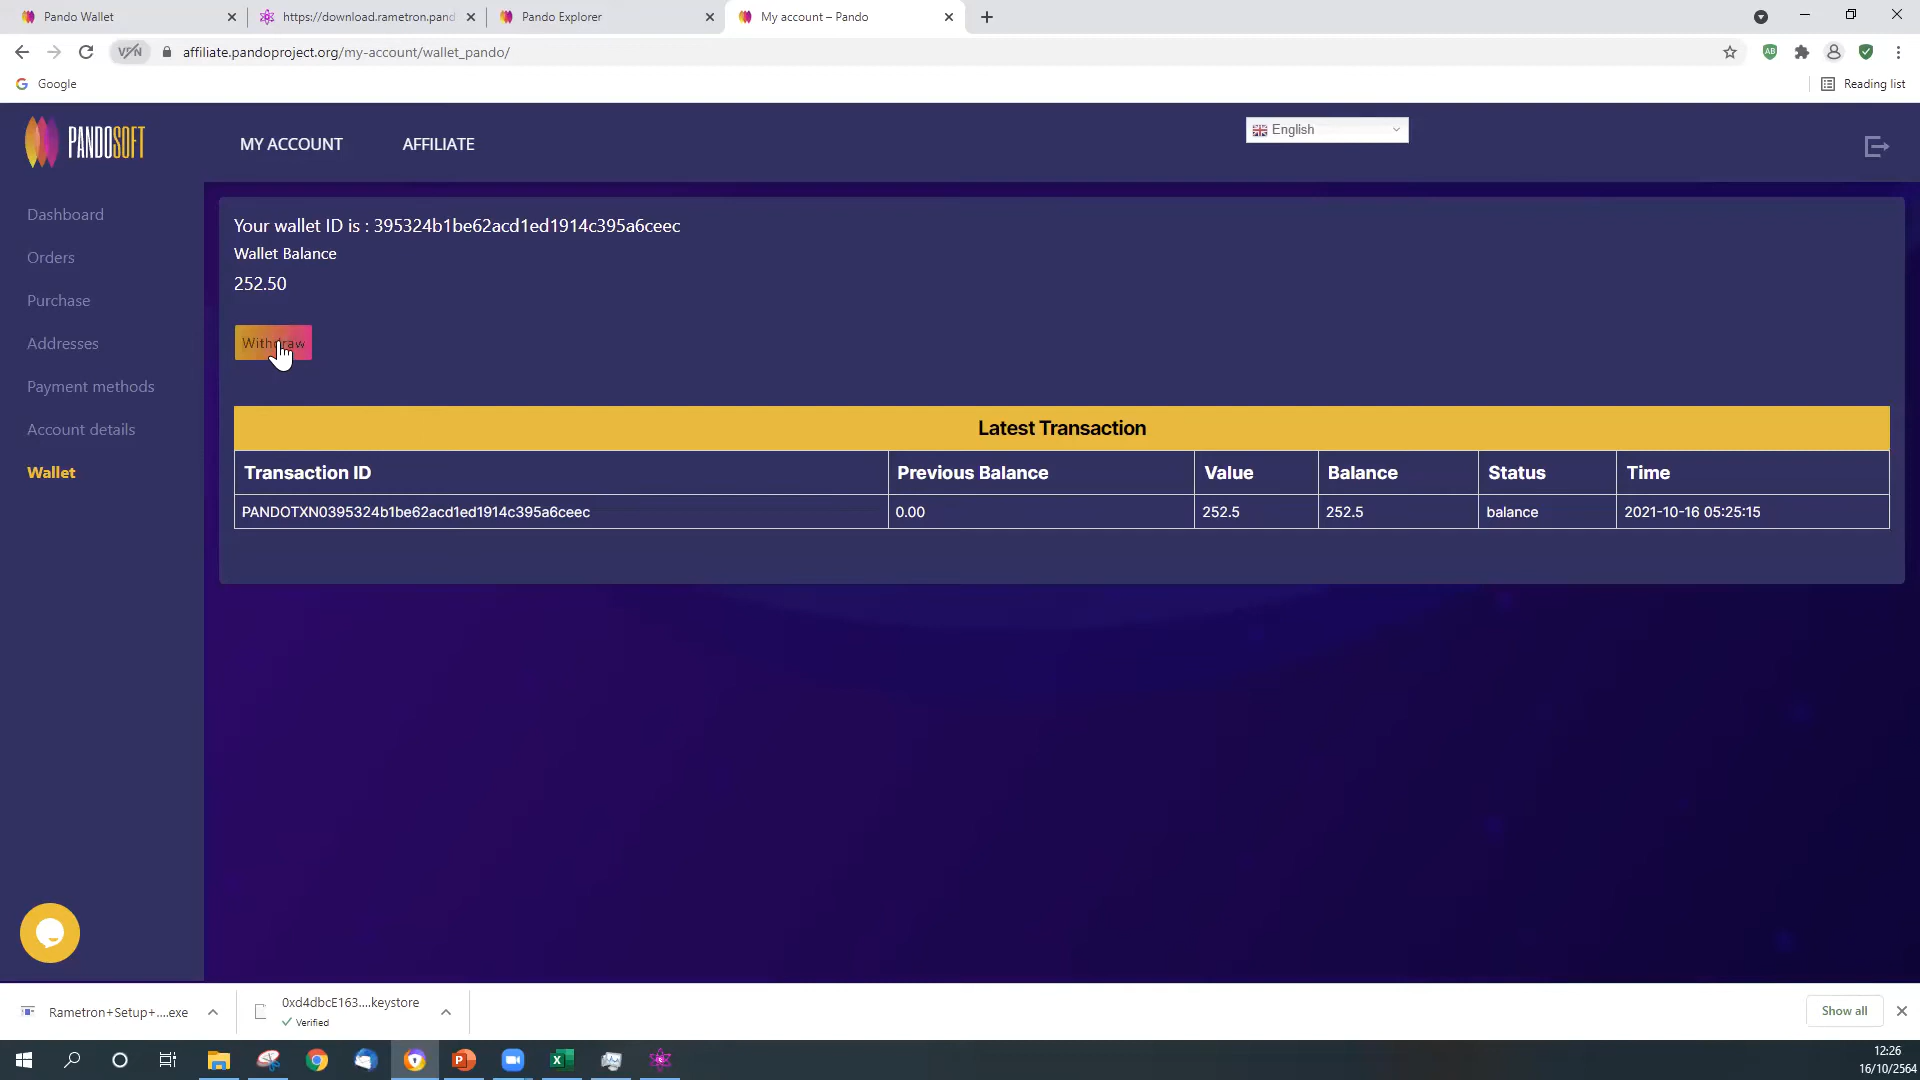 Pando Wallet
https://download.rametron.pand
Pando Explorer
My account – Pando
VPN
affiliate.pandoproject.org/my-account/wallet_pando/
AB
Google
Reading list
PANDOSOFT
MY ACCOUNT
AFFILIATE
English
Dashboard
Orders
Purchase
Addresses
Payment methods
Account details
Wallet
Your wallet ID is : 395324b1be62acd1ed1914c395a6ceec
Wallet Balance
252.50
Withdraw
Latest Transaction
Transaction ID Previous Balance Value Balance Status Time
PANDOTXN0395324b1be62acd1ed1914c395a6ceec 0.00 252.5 252.5 balance 2021-10-16 05:25:15
Rametron+Setup+....exe
0xd4dbcE163....keystore
Verified
Show all
12:26
16/10/2564